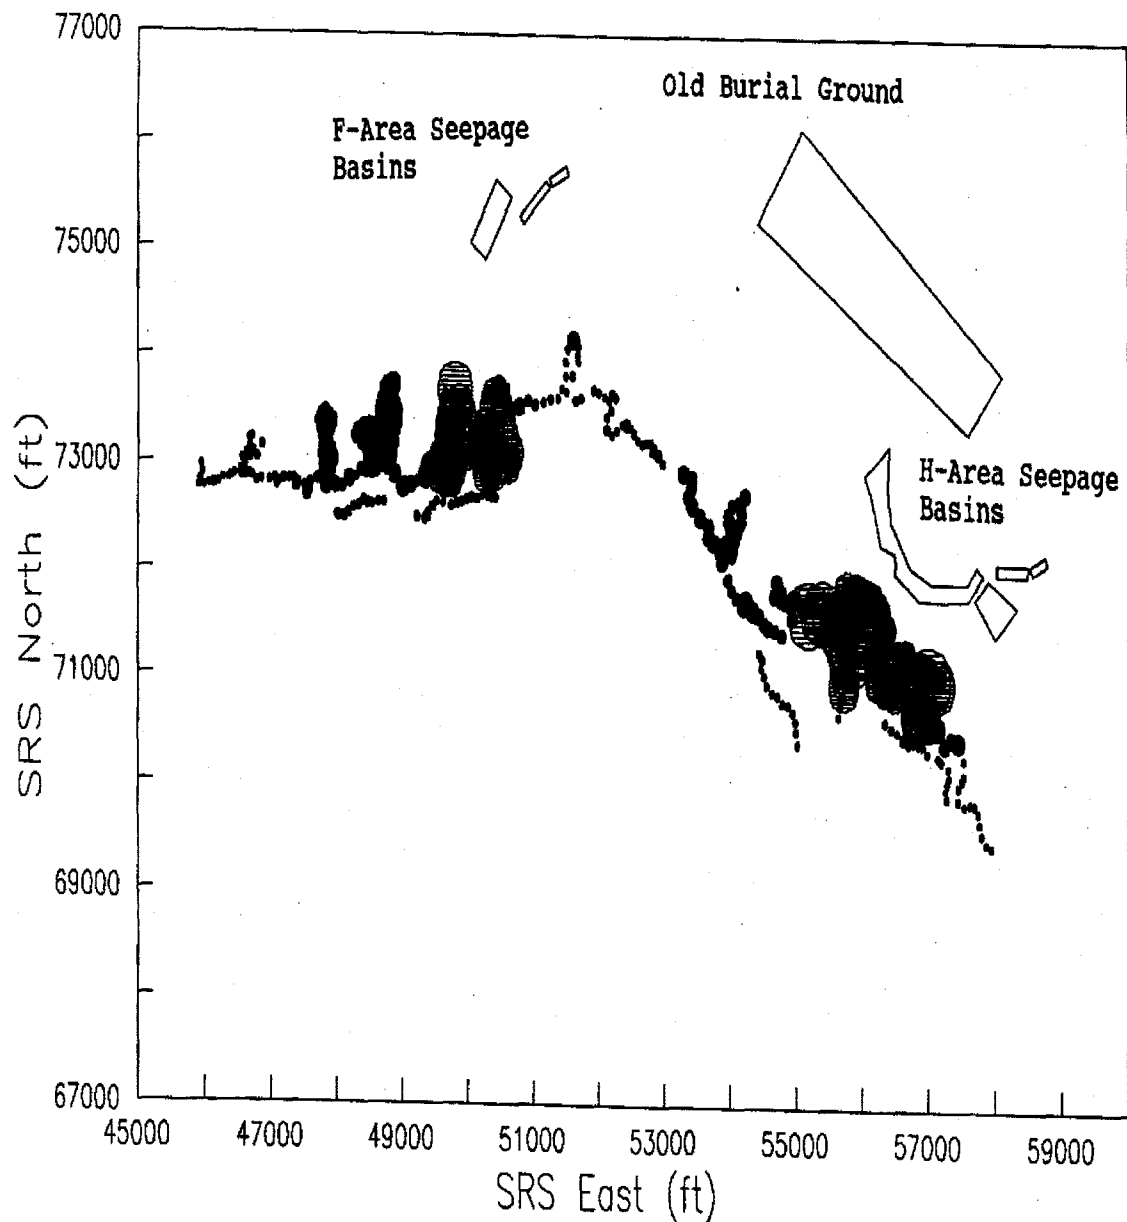 77000
Old Burial Ground
F-Area Seepage
Basins
75000
73000
H-Area Seepage
Basins
71000
69000
67000
45000 47000 49000 51000 53000 55000 57000 59000
SRS East (ft)
SRS North (ft)